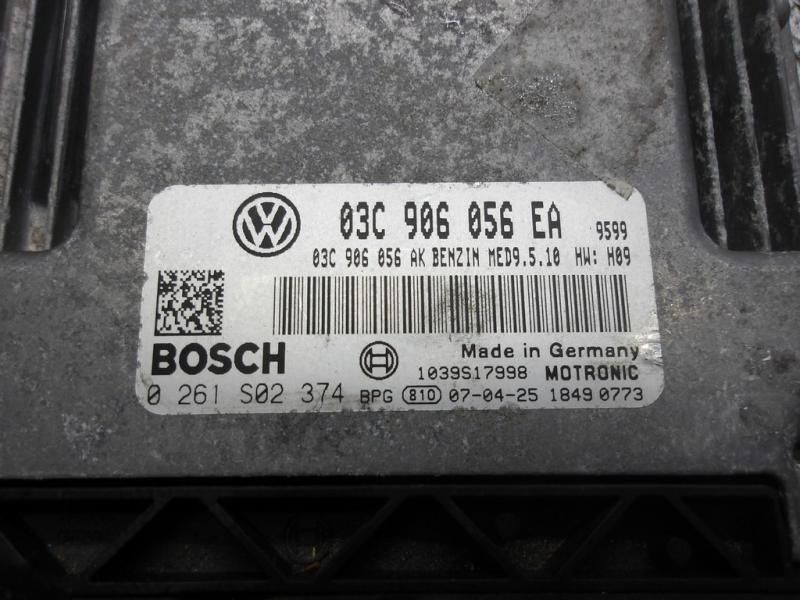 03C 906 056 EA 9599
03C 906 056 AK BENZIN MED9.5.10 HW: H09
BOSCH Made in Germany
1039S17998 MOTRONIC
0 261 S02 374 BPG 810 07-04-25 1849 0773